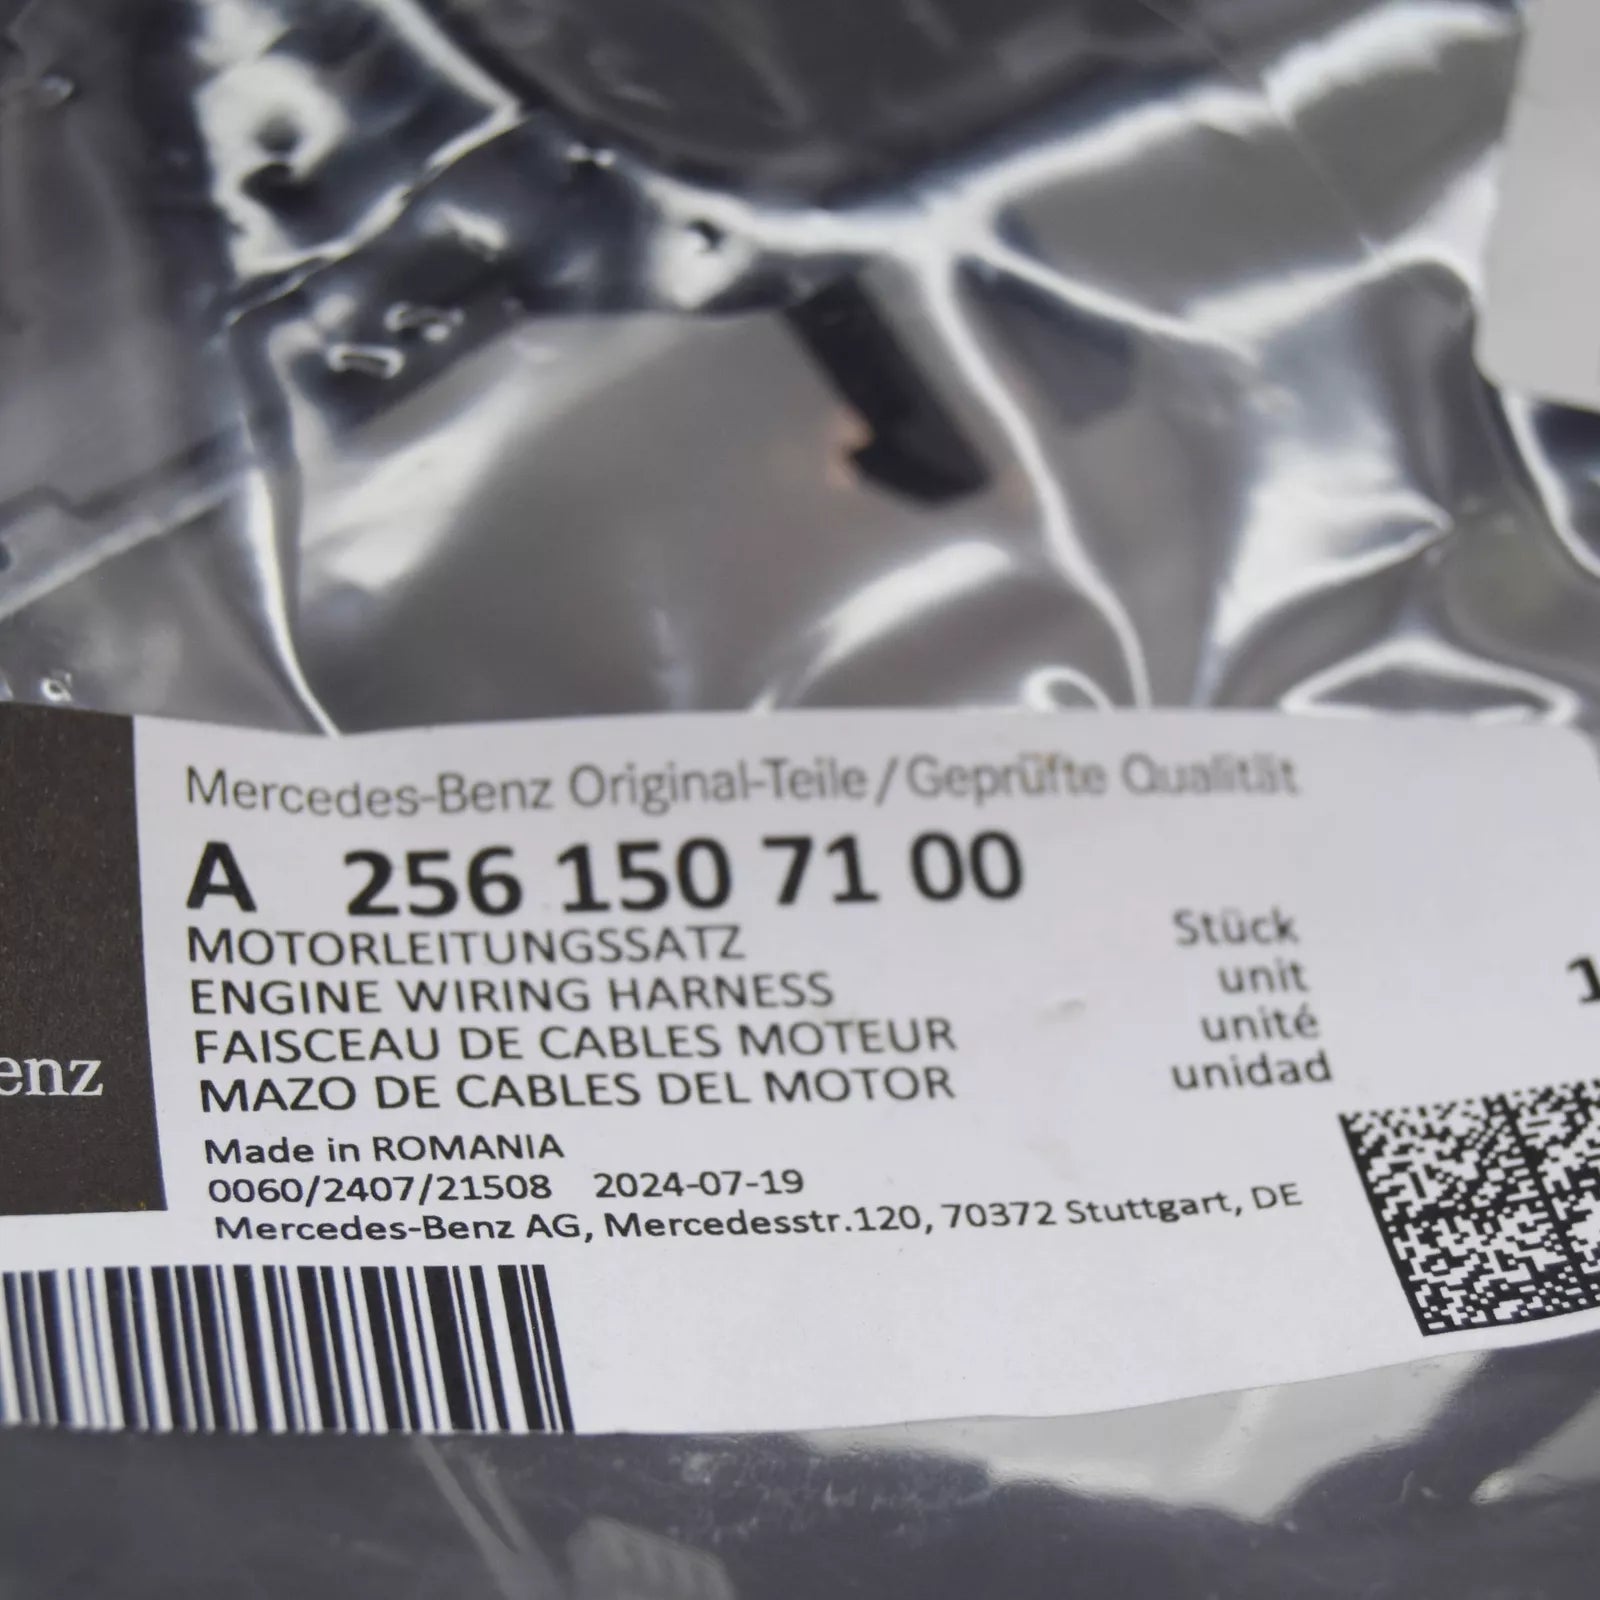 Mercedes-Benz Original-Teile / Geprüfte Qualität
A 256 150 71 00
MOTORLEITUNGSSATZ
ENGINE WIRING HARNESS
FAISCEAU DE CABLES MOTEUR
MAZO DE CABLES DEL MOTOR
Stück
unit
unité
unidad
1
enz
Made in ROMANIA
0060/2407/21508 2024-07-19
Mercedes-Benz AG, Mercedesstr.120, 70372 Stuttgart, DE